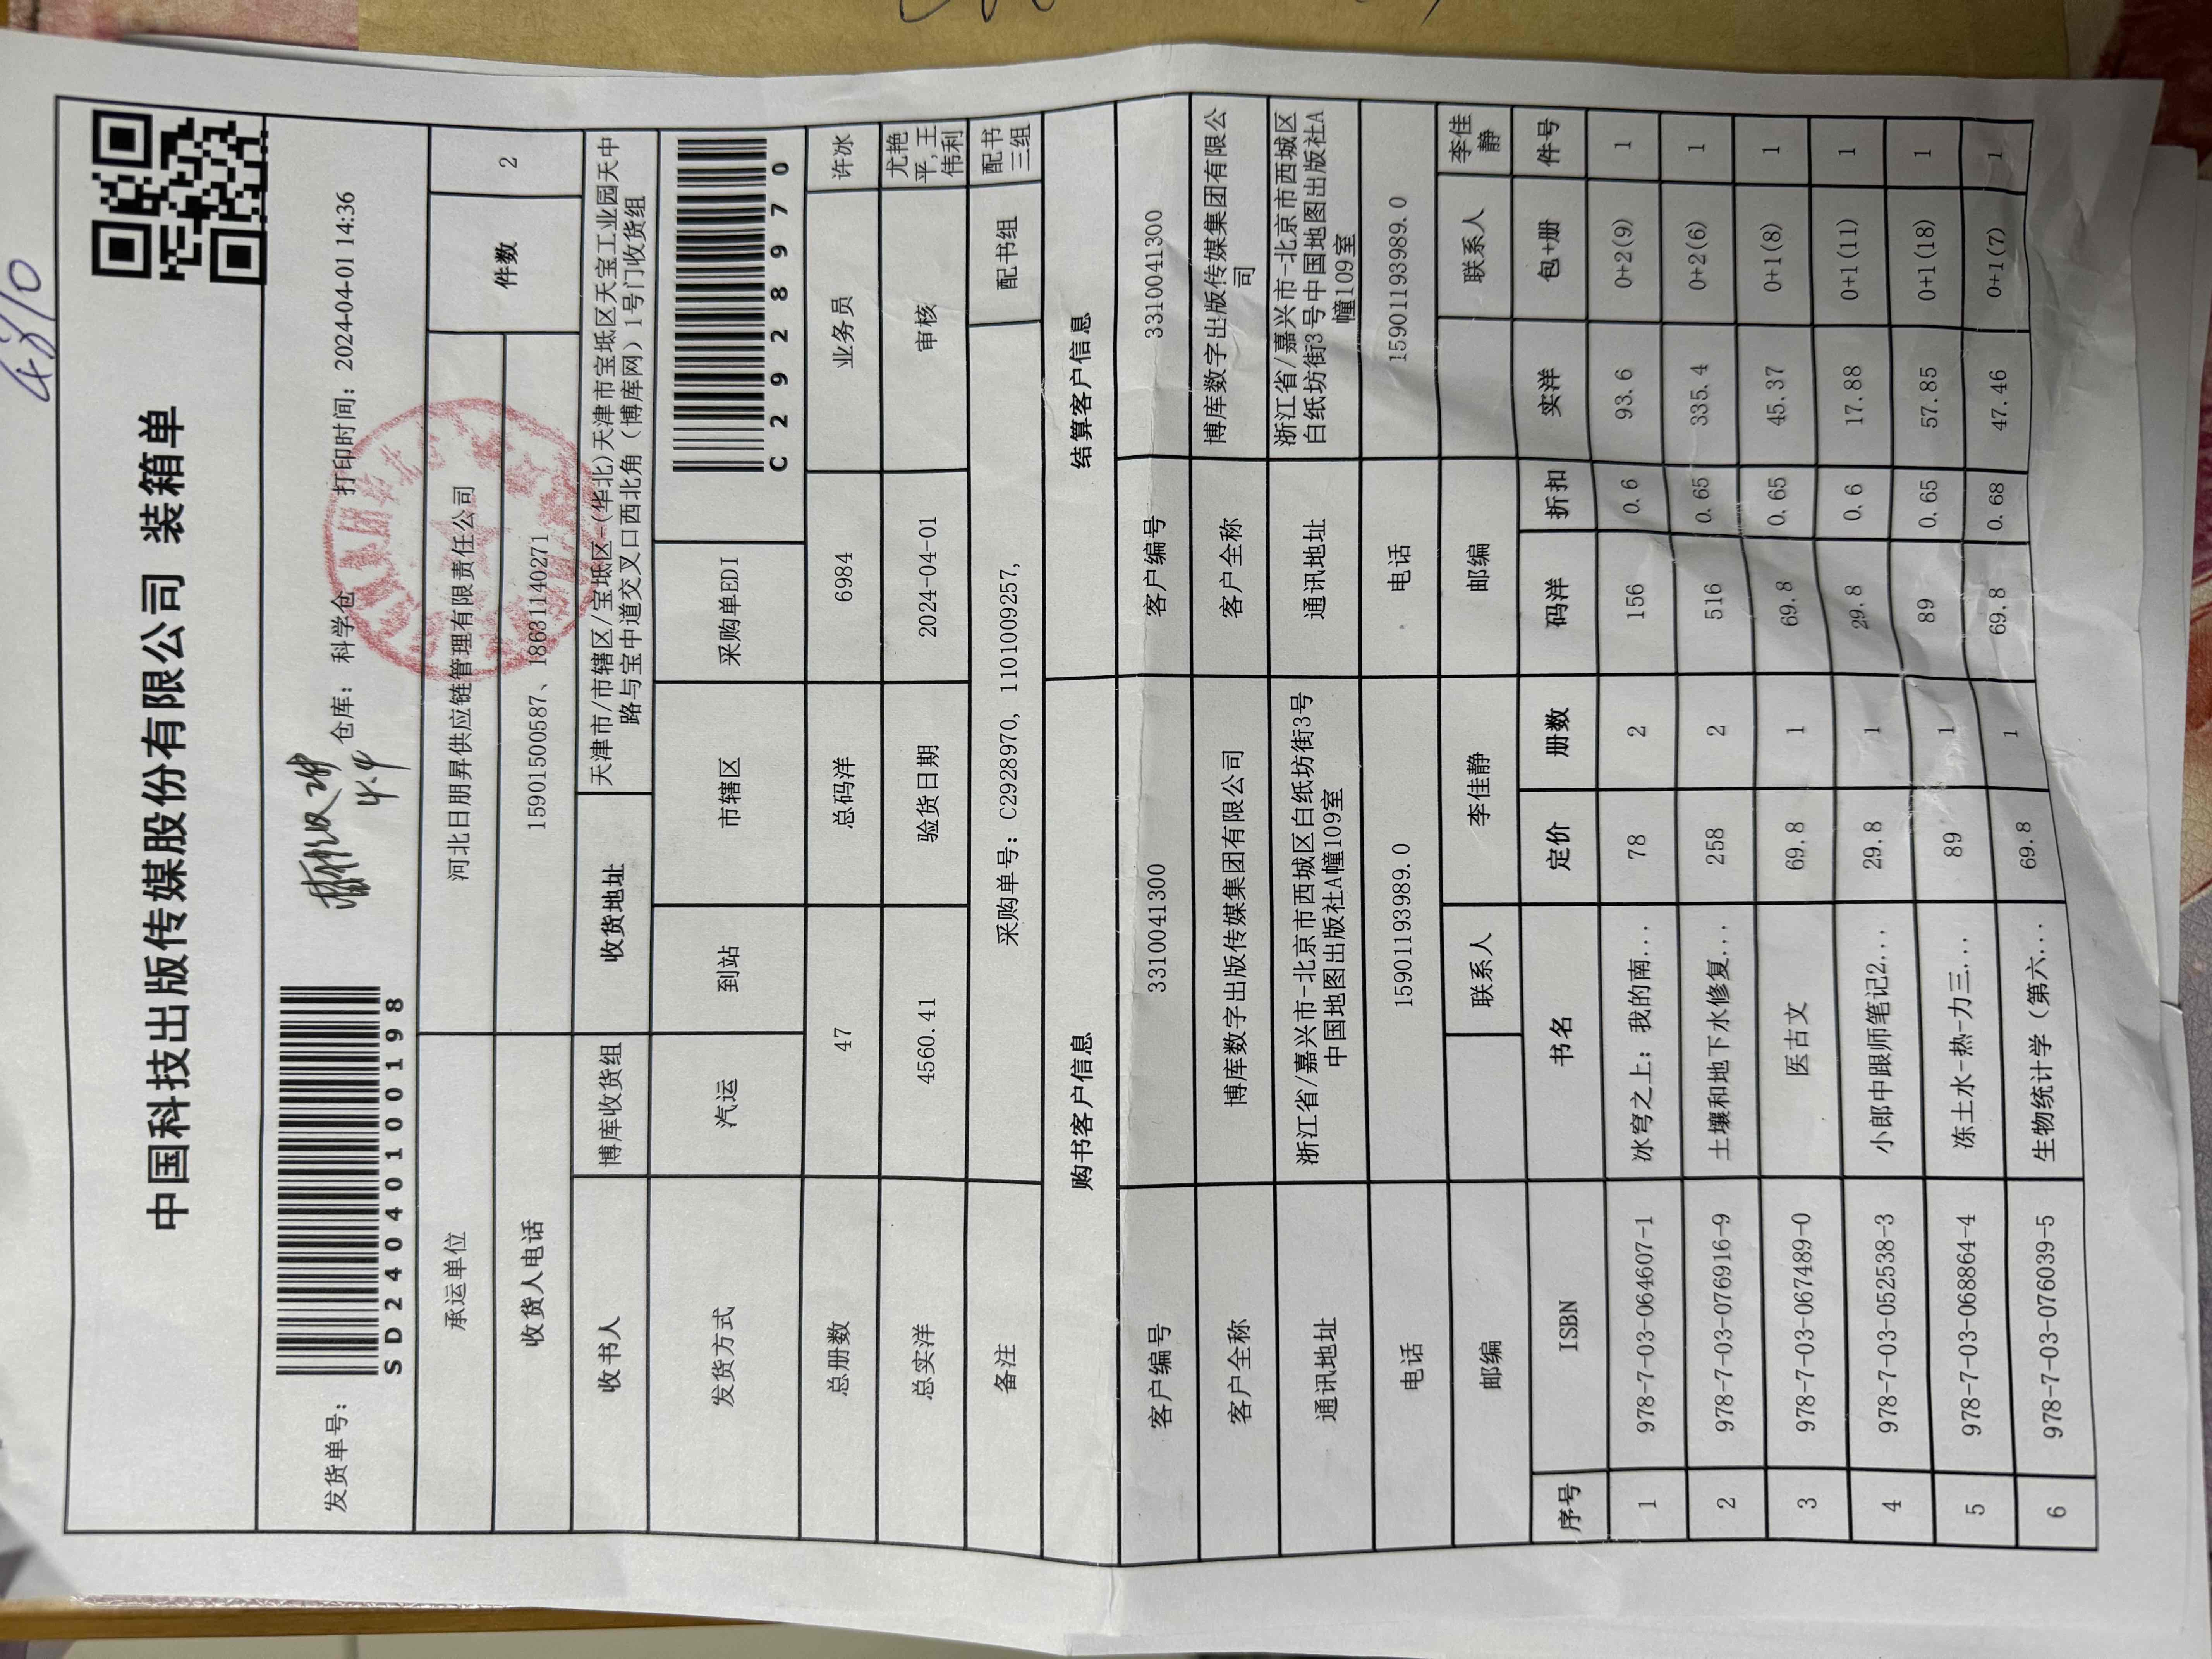 4810
中国科技出版传媒股份有限公司 装箱单
发货单号:
SD24040100198
4.9
仓库: 科学仓
打印时间: 2024-04-01 14:36
承运单位 河北日朋昇供应链管理有限责任公司 件数 2
收货人电话 15901500587、18631140271
收书人 博库收货组 收货地址 天津市/市辖区/宝坻区-(华北)天津市宝坻区天宝工业园天中
路与宝中道交叉口西北角（博库网）1号门收货组
发货方式 汽运 到站 市辖区 采购单EDI
C2928970
总册数 47 总码洋 6984 业务员 许冰
总实洋 4560.41 验货日期 2024-04-01 审核 尤艳
平,王
伟利
备注 采购单号: C2928970, 1101009257, 配书组 配书
三组
购书客户信息 结算客户信息
客户编号 3310041300 客户编号 3310041300
客户全称 博库数字出版传媒集团有限公司 客户全称 博库数字出版传媒集团有限公
司
通讯地址 浙江省/嘉兴市-北京市西城区白纸坊街3号
中国地图出版社A幢109室
通讯地址 浙江省/嘉兴市-北京市西城区
白纸坊街3号中国地图出版社A
幢109室
电话 15901193989.0 电话 15901193989.0
邮编 联系人 李佳静 邮编 联系人 李佳
静
序号 ISBN 书名 定价 册数 码洋 折扣 实洋 包+册 件号
1 978-7-03-064607-1 冰穹之上: 我的南... 78 2 156 0.6 93.6 0+2(9) 1
2 978-7-03-076916-9 土壤和地下水修复... 258 2 516 0.65 335.4 0+2(6) 1
3 978-7-03-067489-0 医古文 69.8 1 69.8 0.65 45.37 0+1(8) 1
4 978-7-03-052538-3 小郎中跟师笔记2... 29.8 1 29.8 0.6 17.88 0+1(11) 1
5 978-7-03-068864-4 冻土水-热-力三... 89 1 89 0.65 57.85 0+1(18) 1
6 978-7-03-076039-5 生物统计学（第六... 69.8 1 69.8 0.68 47.46 0+1(7) 1